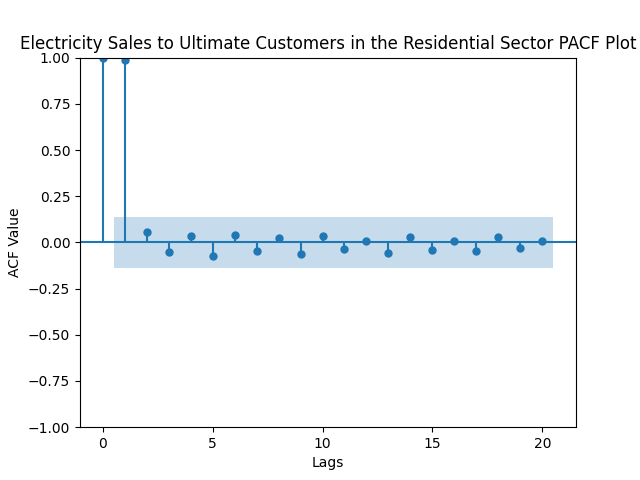 Electricity Sales to Ultimate Customers in the Residential Sector PACF Plot
1.00
0.75
0.50
0.25
0.00
−0.25
−0.50
−0.75
−1.00
ACF Value
0 5 10 15 20
Lags